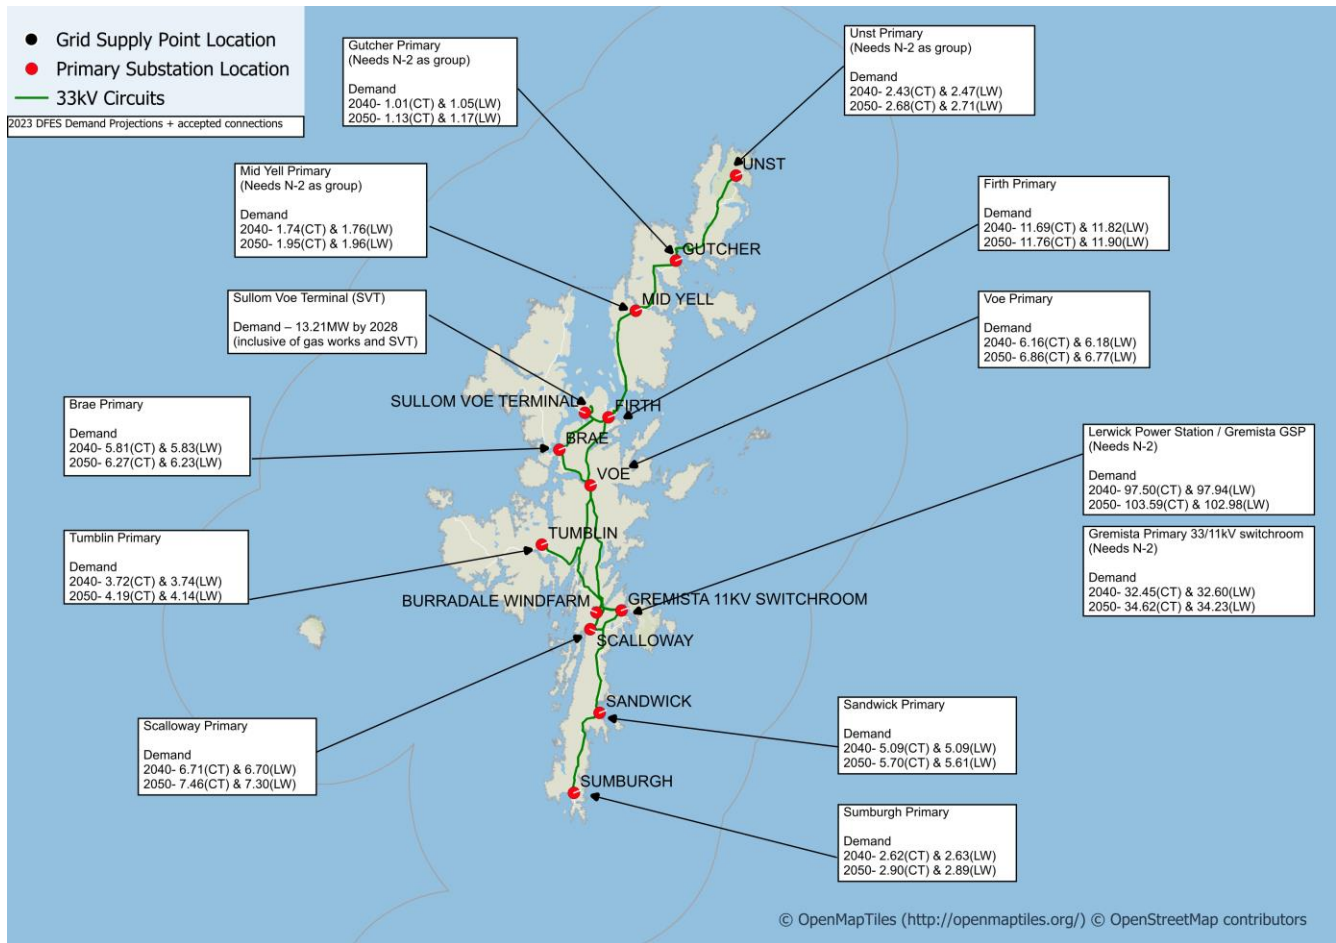 Grid Supply Point Location
Primary Substation Location
33kV Circuits
2023 DFES Demand Projections + accepted connections
Gutcher Primary
(Needs N-2 as group)
Demand
2040- 1.01(CT) & 1.05(LW)
2050- 1.13(CT) & 1.17(LW)
Unst Primary
(Needs N-2 as group)
Demand
2040- 2.43(CT) & 2.47(LW)
2050- 2.68(CT) & 2.71(LW)
Mid Yell Primary
(Needs N-2 as group)
Demand
2040- 1.74(CT) & 1.76(LW)
2050- 1.95(CT) & 1.96(LW)
Firth Primary
Demand
2040- 11.69(CT) & 11.82(LW)
2050- 11.76(CT) & 11.90(LW)
Sullom Voe Terminal (SVT)
Demand – 13.21MW by 2028
(inclusive of gas works and SVT)
Voe Primary
Demand
2040- 6.16(CT) & 6.18(LW)
2050- 6.86(CT) & 6.77(LW)
Brae Primary
Demand
2040- 5.81(CT) & 5.83(LW)
2050- 6.27(CT) & 6.23(LW)
Lerwick Power Station / Gremista GSP
(Needs N-2)
Demand
2040- 97.50(CT) & 97.94(LW)
2050- 103.59(CT) & 102.98(LW)
Tumblin Primary
Demand
2040- 3.72(CT) & 3.74(LW)
2050- 4.19(CT) & 4.14(LW)
Gremista Primary 33/11kV switchroom
(Needs N-2)
Demand
2040- 32.45(CT) & 32.60(LW)
2050- 34.62(CT) & 34.23(LW)
Scalloway Primary
Demand
2040- 6.71(CT) & 6.70(LW)
2050- 7.46(CT) & 7.30(LW)
Sandwick Primary
Demand
2040- 5.09(CT) & 5.09(LW)
2050- 5.70(CT) & 5.61(LW)
Sumburgh Primary
Demand
2040- 2.62(CT) & 2.63(LW)
2050- 2.90(CT) & 2.89(LW)
UNST
GUTCHER
MID YELL
SULLOM VOE TERMINAL
FIRTH
BRAE
VOE
TUMBLIN
BURRADALE WINDFARM
GREMISTA 11KV SWITCHROOM
SCALLOWAY
SANDWICK
SUMBURGH
© OpenMapTiles (http://openmaptiles.org/) © OpenStreetMap contributors